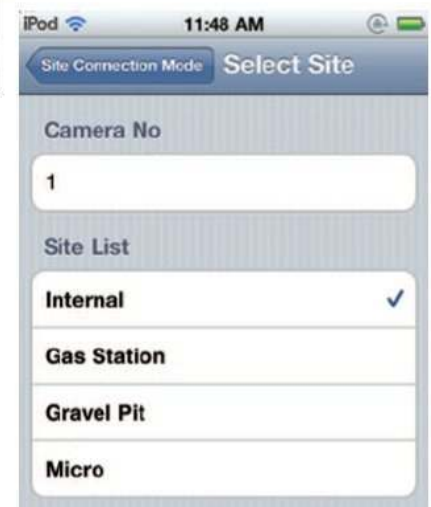 iPod 11:48 AM
Site Connection Mode Select Site
Camera No
1
Site List
Internal
Gas Station
Gravel Pit
Micro